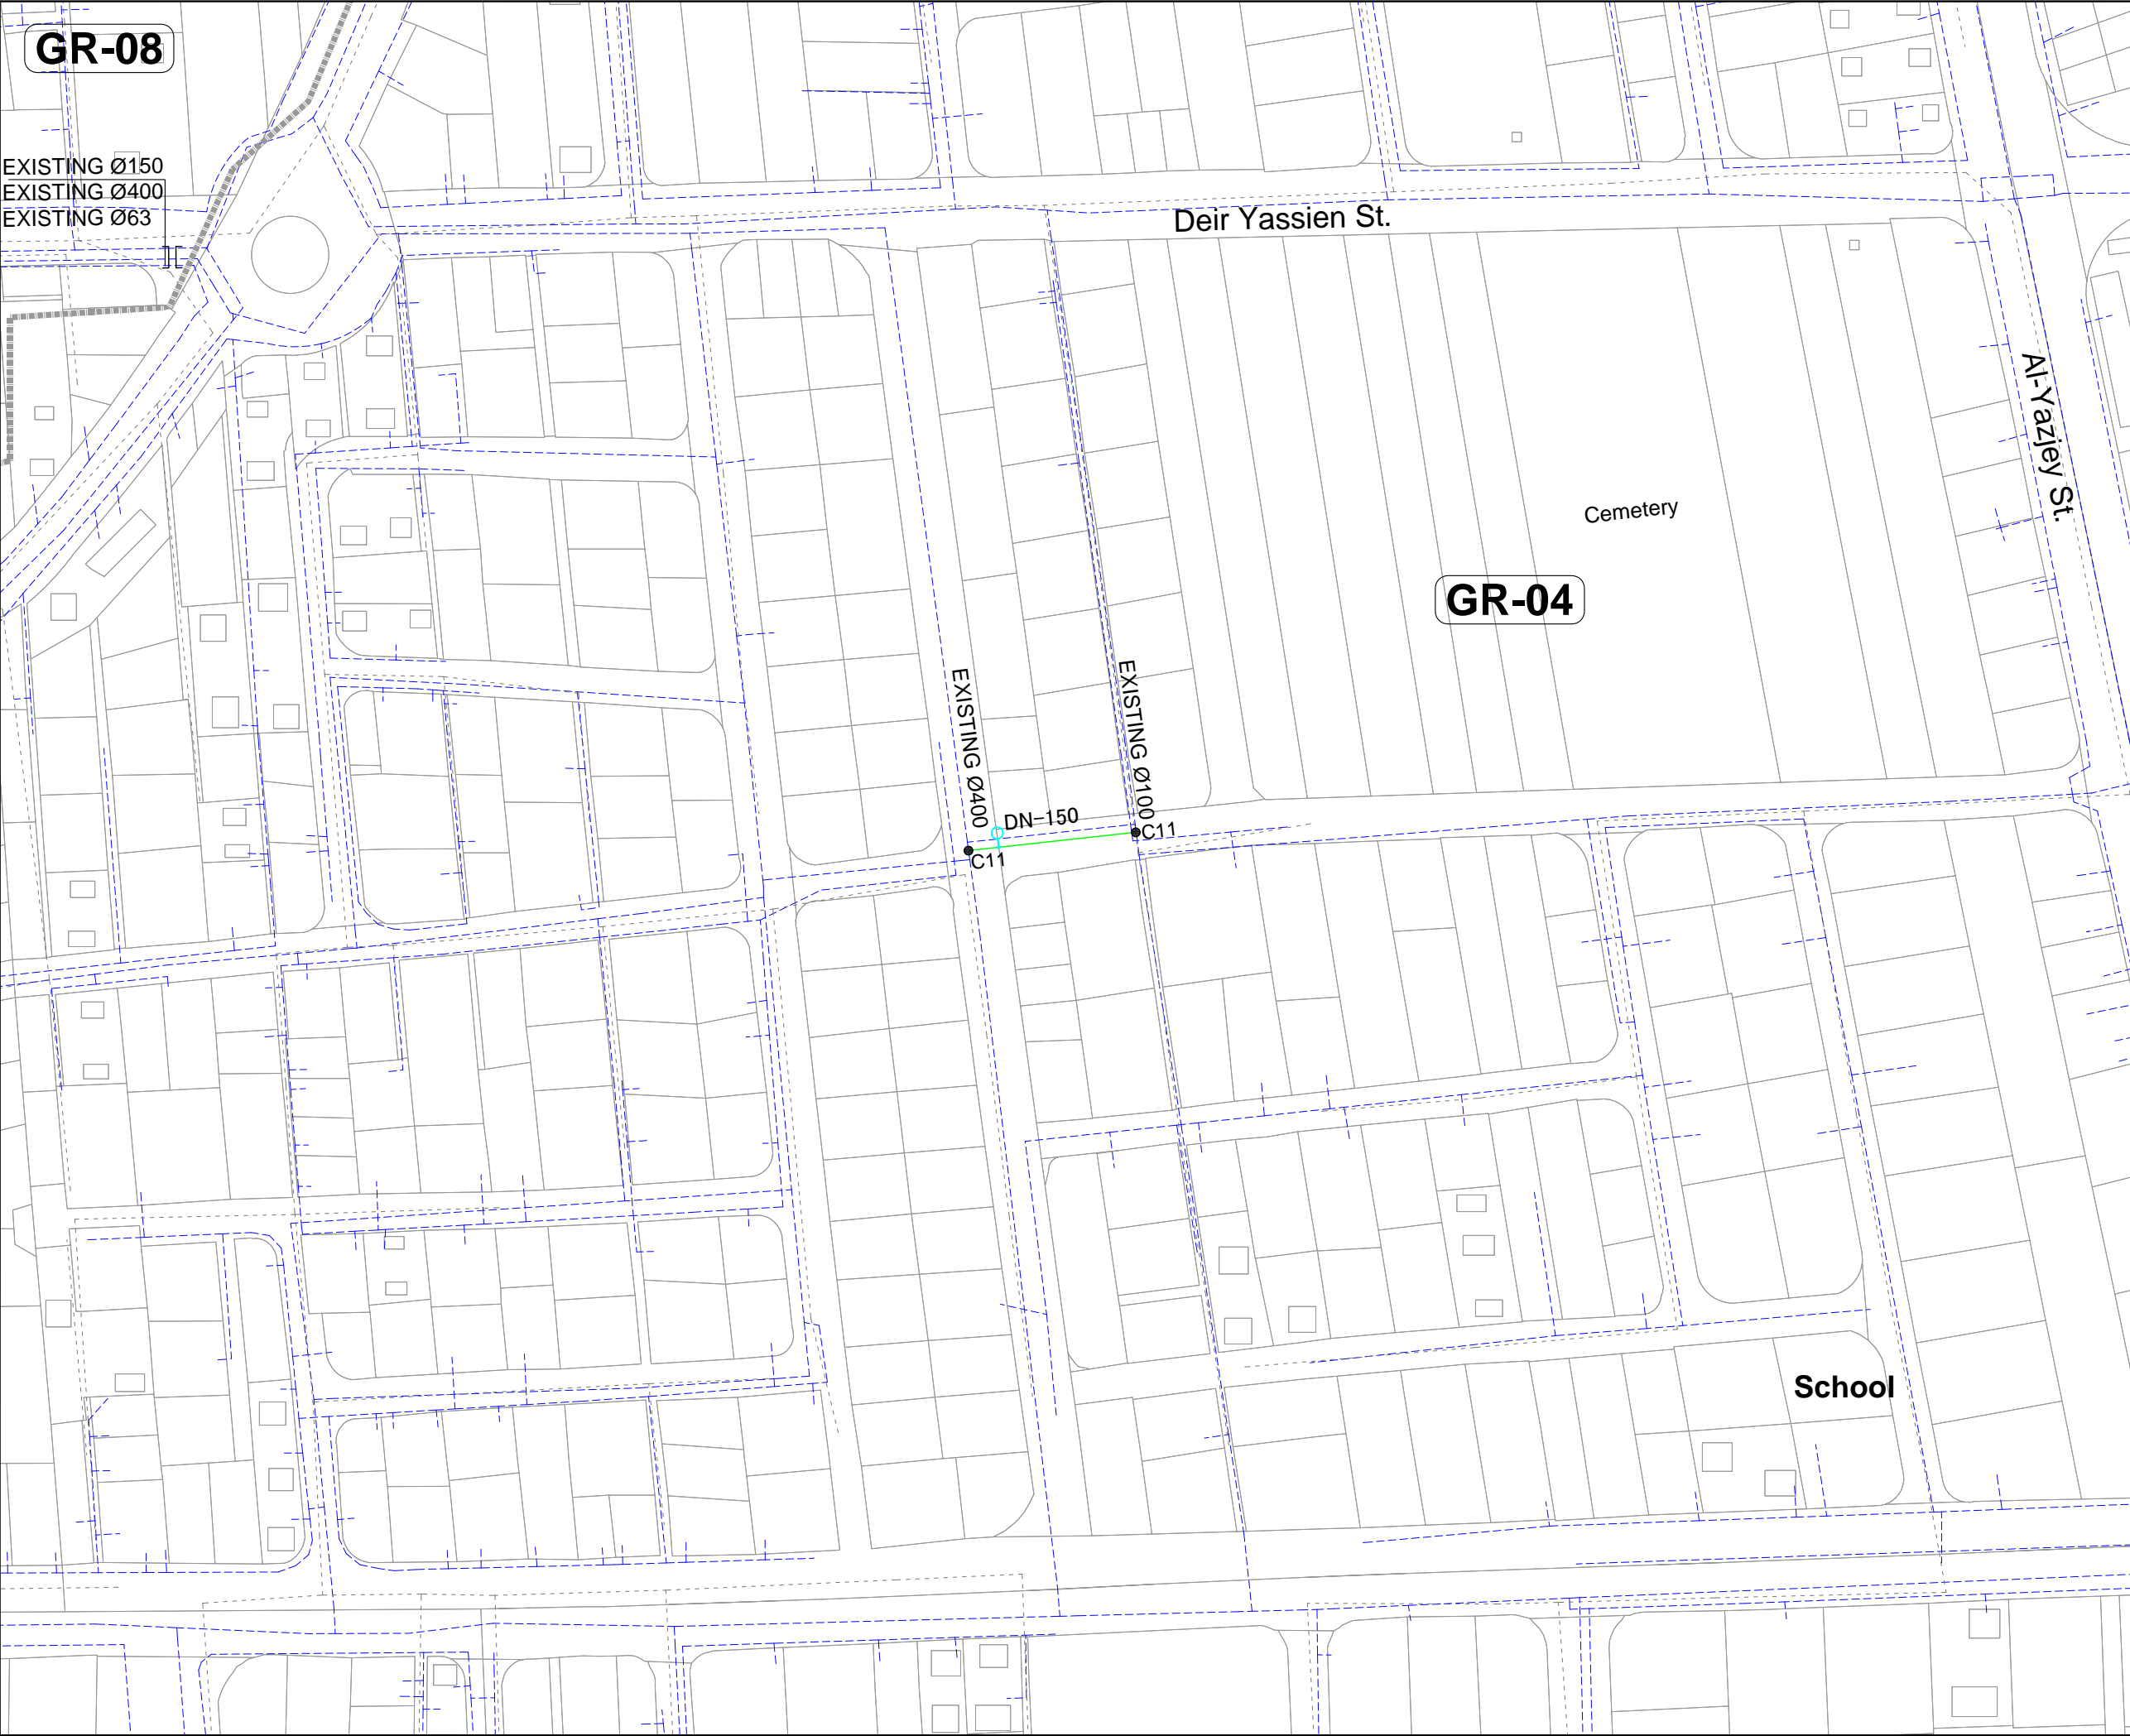 GR-08
EXISTING Ø150
EXISTING Ø400
EXISTING Ø63
Deir Yassien St.
Al-Yazjey St.
Cemetery
GR-04
EXISTING Ø400
EXISTING Ø100
DN-150
C11
C11
School